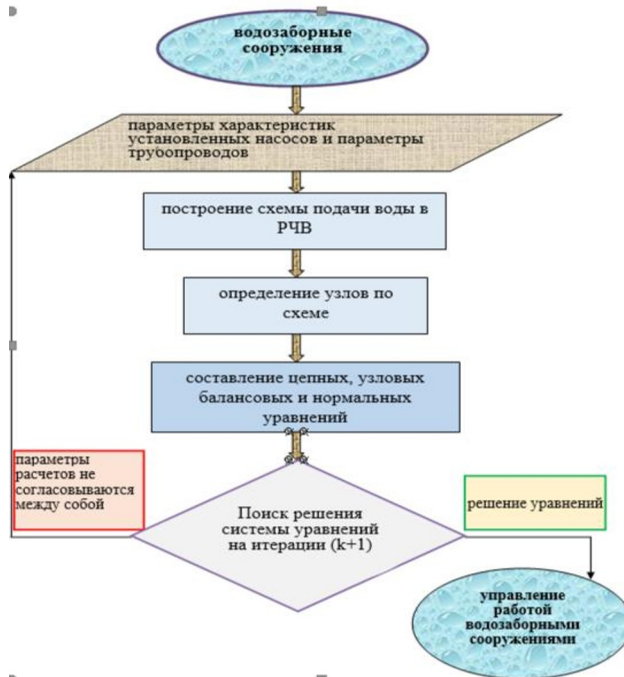 водозаборные
сооружения
параметры характеристик
установленных насосов и параметры
трубопроводов
построение схемы подачи воды в
РЧВ
определение узлов по
схеме
составление цепных, узловых
балансовых и нормальных
уравнений
параметры
расчетов не
согласовываются
между собой
Поиск решения
системы уравнений
на итерации (k+1)
решение уравнений
управление
работой
водозаборными
сооружениями